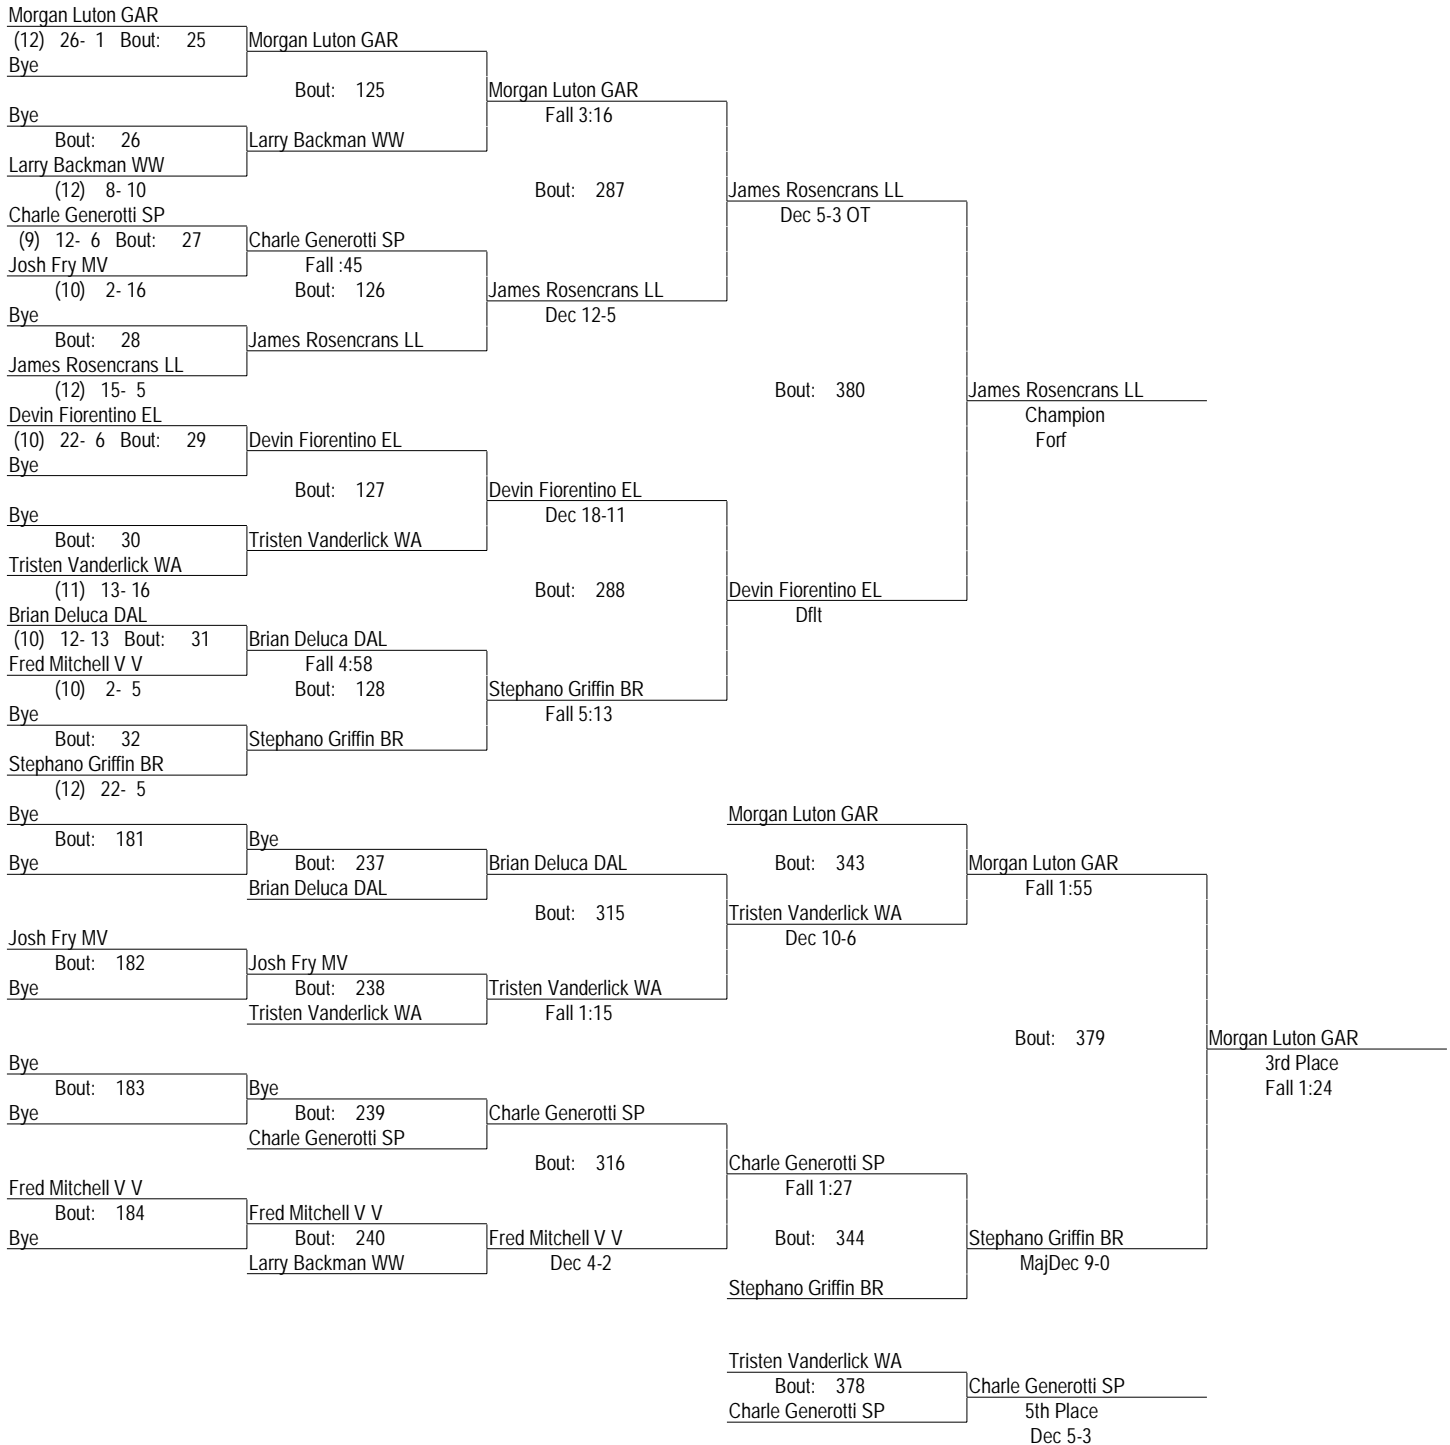 Morgan Luton GAR
(12) 26- 1 Bout: 25 Morgan Luton GAR
Bye
Bout: 125 Morgan Luton GAR
Bye Fall 3:16
Bout: 26 Larry Backman WW
Larry Backman WW
(12) 8- 10 Bout: 287 James Rosencrans LL
Charle Generotti SP Dec 5-3 OT
(9) 12- 6 Bout: 27 Charle Generotti SP
Josh Fry MV Fall :45
(10) 2- 16 Bout: 126 James Rosencrans LL
Bye Dec 12-5
Bout: 28 James Rosencrans LL
James Rosencrans LL
(12) 15- 5 Bout: 380 James Rosencrans LL
Devin Fiorentino EL Champion
(10) 22- 6 Bout: 29 Devin Fiorentino EL Forf
Bye
Bout: 127 Devin Fiorentino EL
Bye Dec 18-11
Bout: 30 Tristen Vanderlick WA
Tristen Vanderlick WA
(11) 13- 16 Bout: 288 Devin Fiorentino EL
Brian Deluca DAL Dflt
(10) 12- 13 Bout: 31 Brian Deluca DAL
Fred Mitchell V V Fall 4:58
(10) 2- 5 Bout: 128 Stephano Griffin BR
Bye Fall 5:13
Bout: 32 Stephano Griffin BR
Stephano Griffin BR
(12) 22- 5
Bye Morgan Luton GAR
Bout: 181 Bye
Bye Bout: 237 Brian Deluca DAL Bout: 343 Morgan Luton GAR
Brian Deluca DAL Fall 1:55
Bout: 315 Tristen Vanderlick WA
Josh Fry MV Dec 10-6
Bout: 182 Josh Fry MV
Bye Bout: 238 Tristen Vanderlick WA
Tristen Vanderlick WA Fall 1:15
Bout: 379 Morgan Luton GAR
Bye 3rd Place
Bout: 183 Bye Fall 1:24
Bye Bout: 239 Charle Generotti SP
Charle Generotti SP
Bout: 316 Charle Generotti SP
Fred Mitchell V V Fall 1:27
Bout: 184 Fred Mitchell V V
Bye Bout: 240 Fred Mitchell V V Bout: 344 Stephano Griffin BR
Larry Backman WW Dec 4-2 MajDec 9-0
Stephano Griffin BR
Tristen Vanderlick WA
Bout: 378 Charle Generotti SP
Charle Generotti SP 5th Place
Dec 5-3